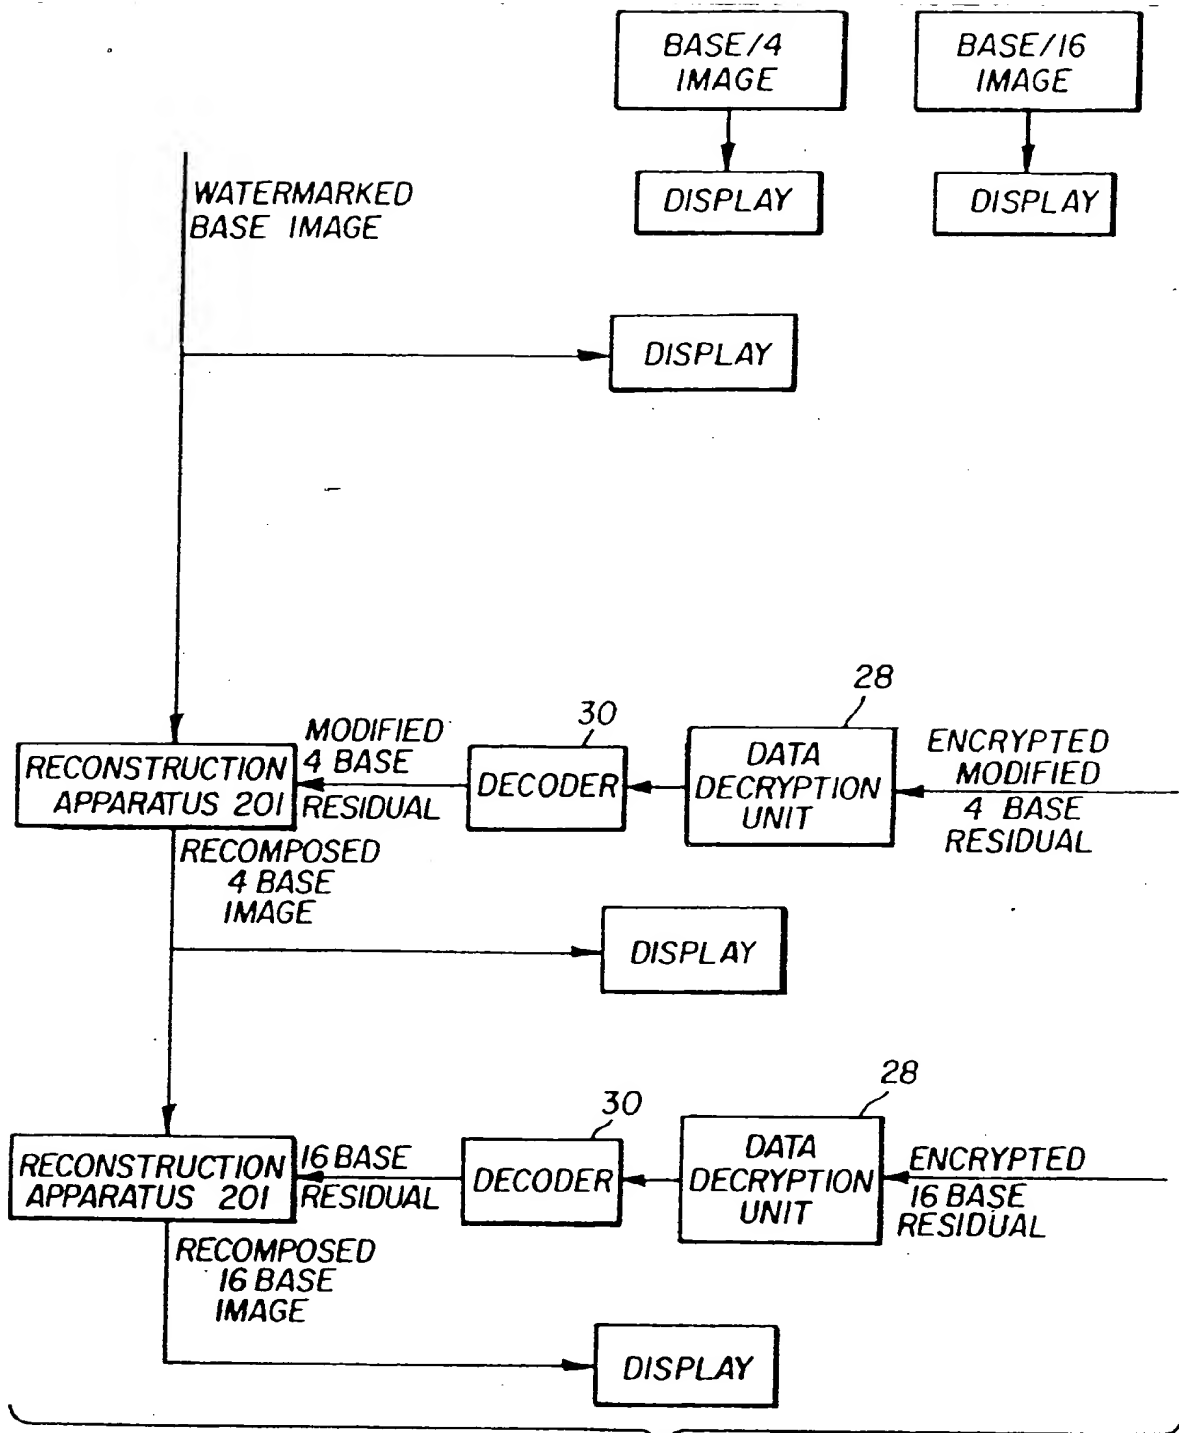 BASE/4
IMAGE
BASE/16
IMAGE
DISPLAY
DISPLAY
WATERMARKED
BASE IMAGE
DISPLAY
28
30
MODIFIED
4 BASE
RESIDUAL
RECONSTRUCTION
APPARATUS 201
DECODER
DATA
DECRYPTION
UNIT
ENCRYPTED
MODIFIED
4 BASE
RESIDUAL
RECOMPOSED
4 BASE
IMAGE
DISPLAY
28
30
RECONSTRUCTION
APPARATUS 201
16 BASE
RESIDUAL
DECODER
DATA
DECRYPTION
UNIT
ENCRYPTED
16 BASE
RESIDUAL
RECOMPOSED
16 BASE
IMAGE
DISPLAY